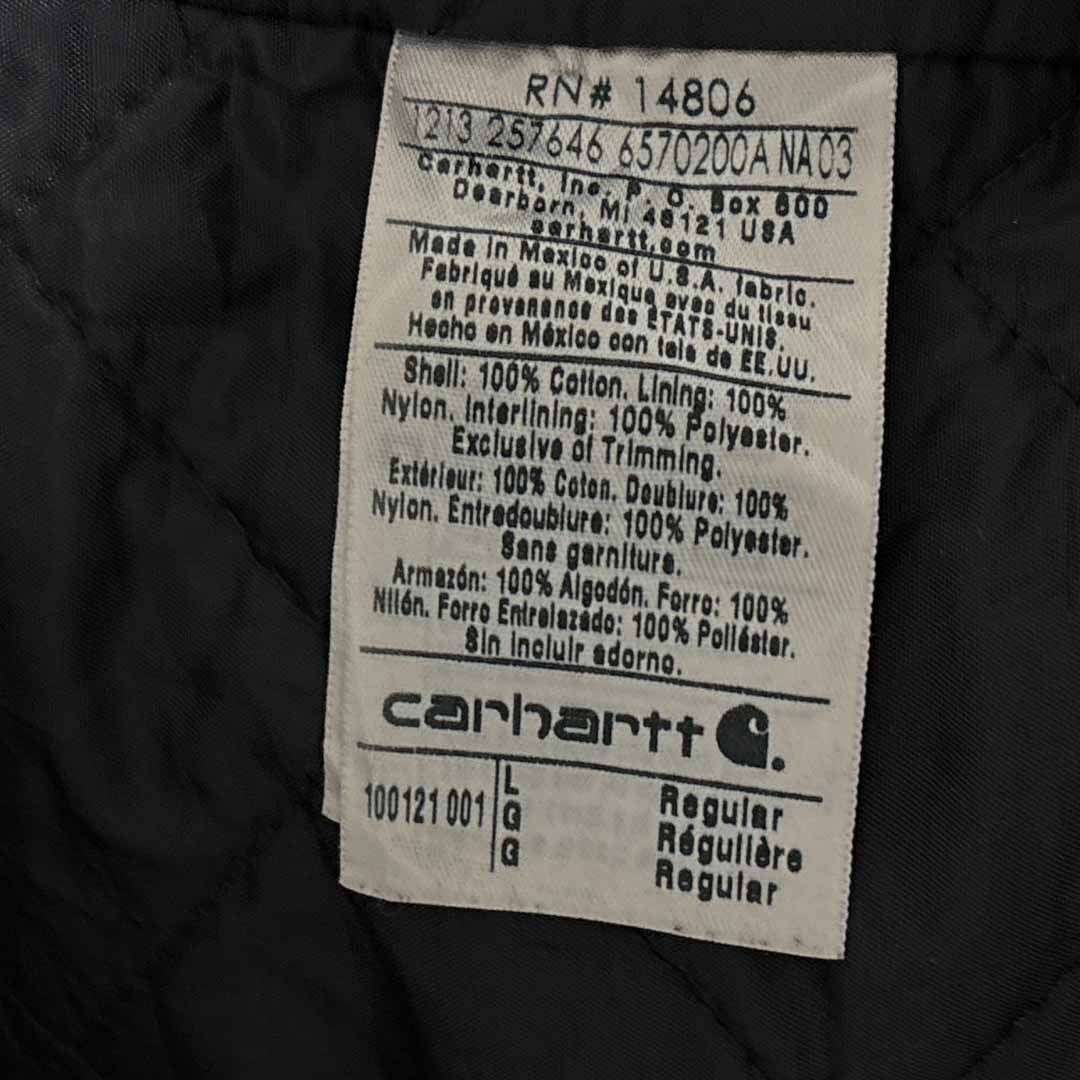 RN# 14806
1213 257646 6570200A NA03
Carhartt, Inc. P. O. Box 600
Dearborn, MI 48121 USA
carhartt.com
Made in Mexico of U.S.A. fabric.
Fabriqué au Mexique avec du tissu
en provenance des ÉTATS-UNIS.
Hecho en México con tela de EE.UU.
Shell: 100% Cotton. Lining: 100%
Nylon. Interlining: 100% Polyester.
Exclusive of Trimming.
Extérieur: 100% Coton. Doublure: 100%
Nylon. Entredoublure: 100% Polyester.
Sans garniture.
Armazón: 100% Algodón. Forro: 100%
Nilón. Forro Entrelazado: 100% Poliéster.
Sin incluir adorno.
carhartt
100121 001
L Regular
G Régulière
G Regular